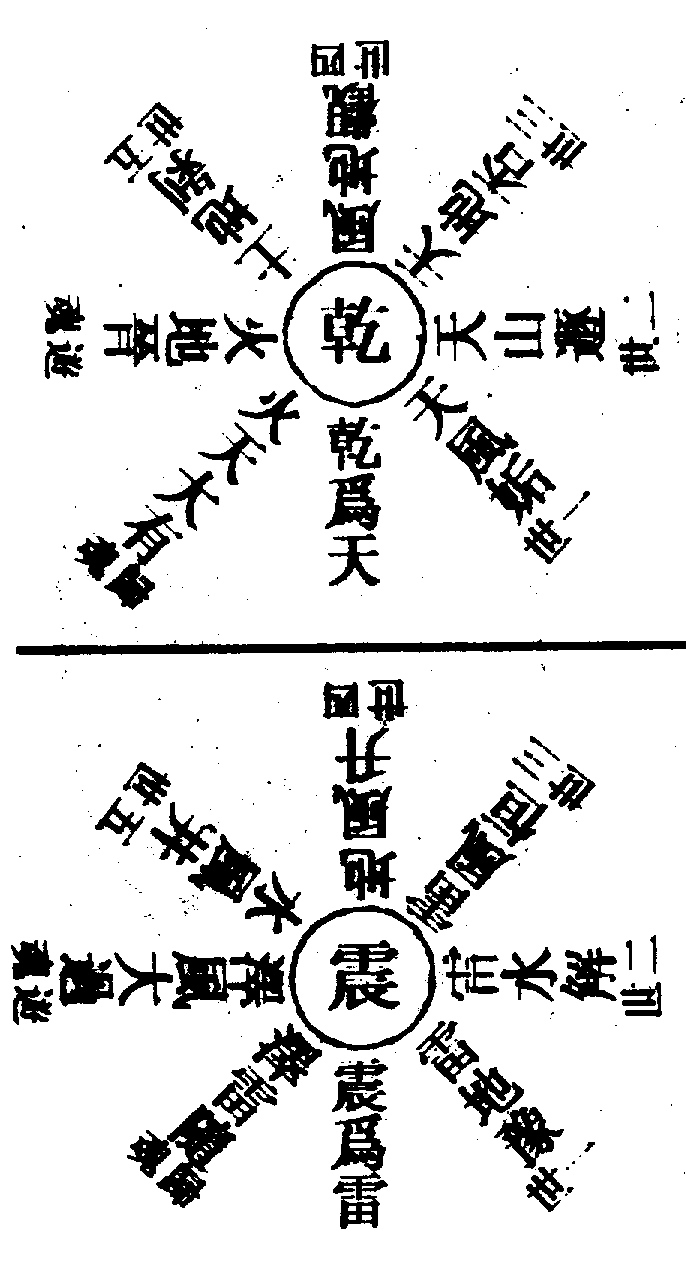 乾
乾爲天
天風姤
一世
天山遯
二世
天地否
三世
風地觀
四世
山地剝
五世
火地晉
遊魂
火天大有
歸魂
震
震爲雷
雷地豫
一世
雷水解
二世
雷風恒
三世
地風升
四世
水風井
五世
澤風大過
遊魂
澤雷隨
歸魂